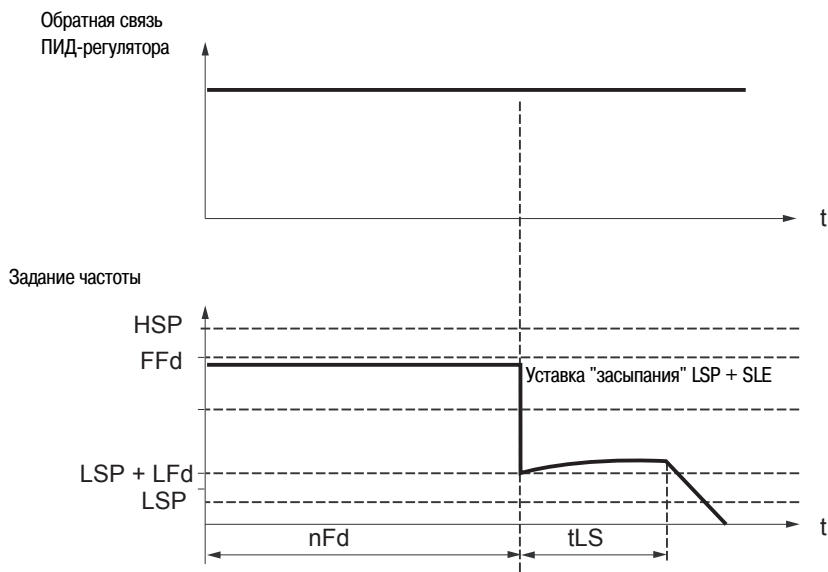 Обратная связь
ПИД-регулятора
t
Задание частоты
HSP
FFd
Уставка "засыпания" LSP + SLE
LSP + LFd
LSP
t
nFd
tLS